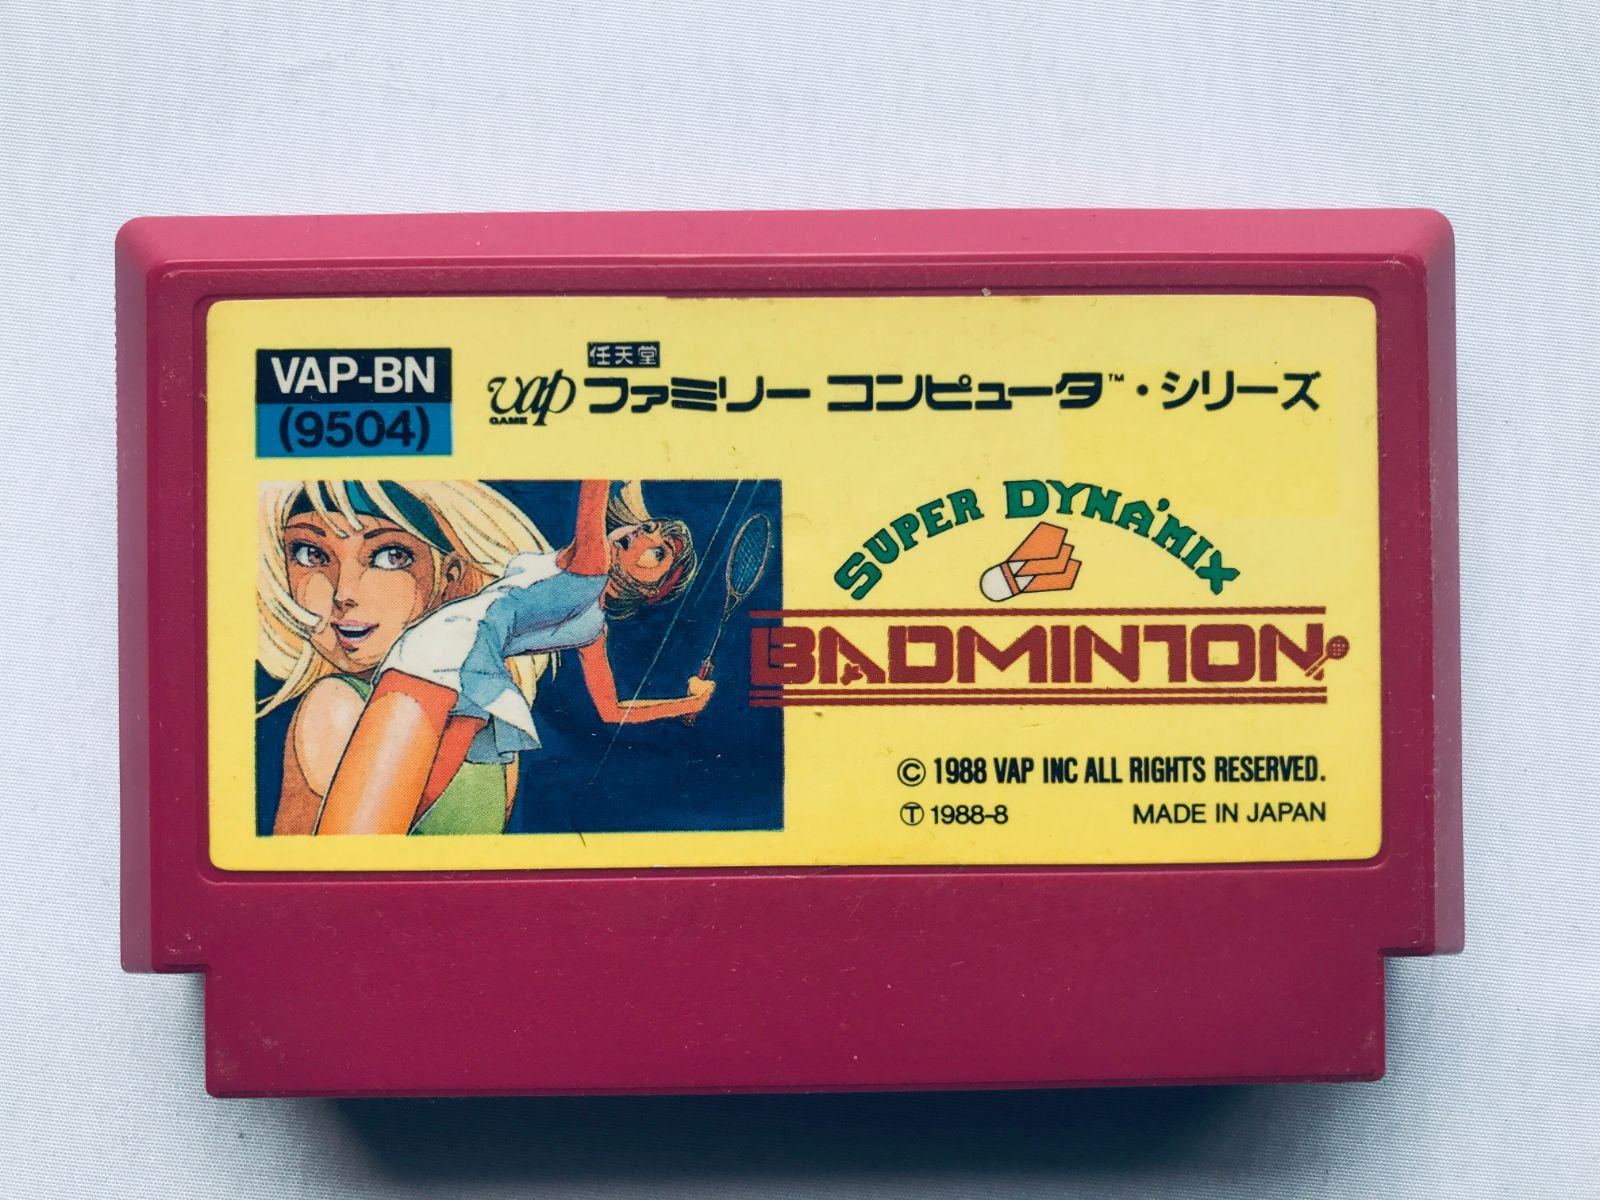 VAP-BN
(9504)
任天堂
vap ファミリー コンピュータ™・シリーズ
GAME
SUPER DYNA'MIX
BADMINTON
© 1988 VAP INC ALL RIGHTS RESERVED.
Ⓣ 1988-8 MADE IN JAPAN